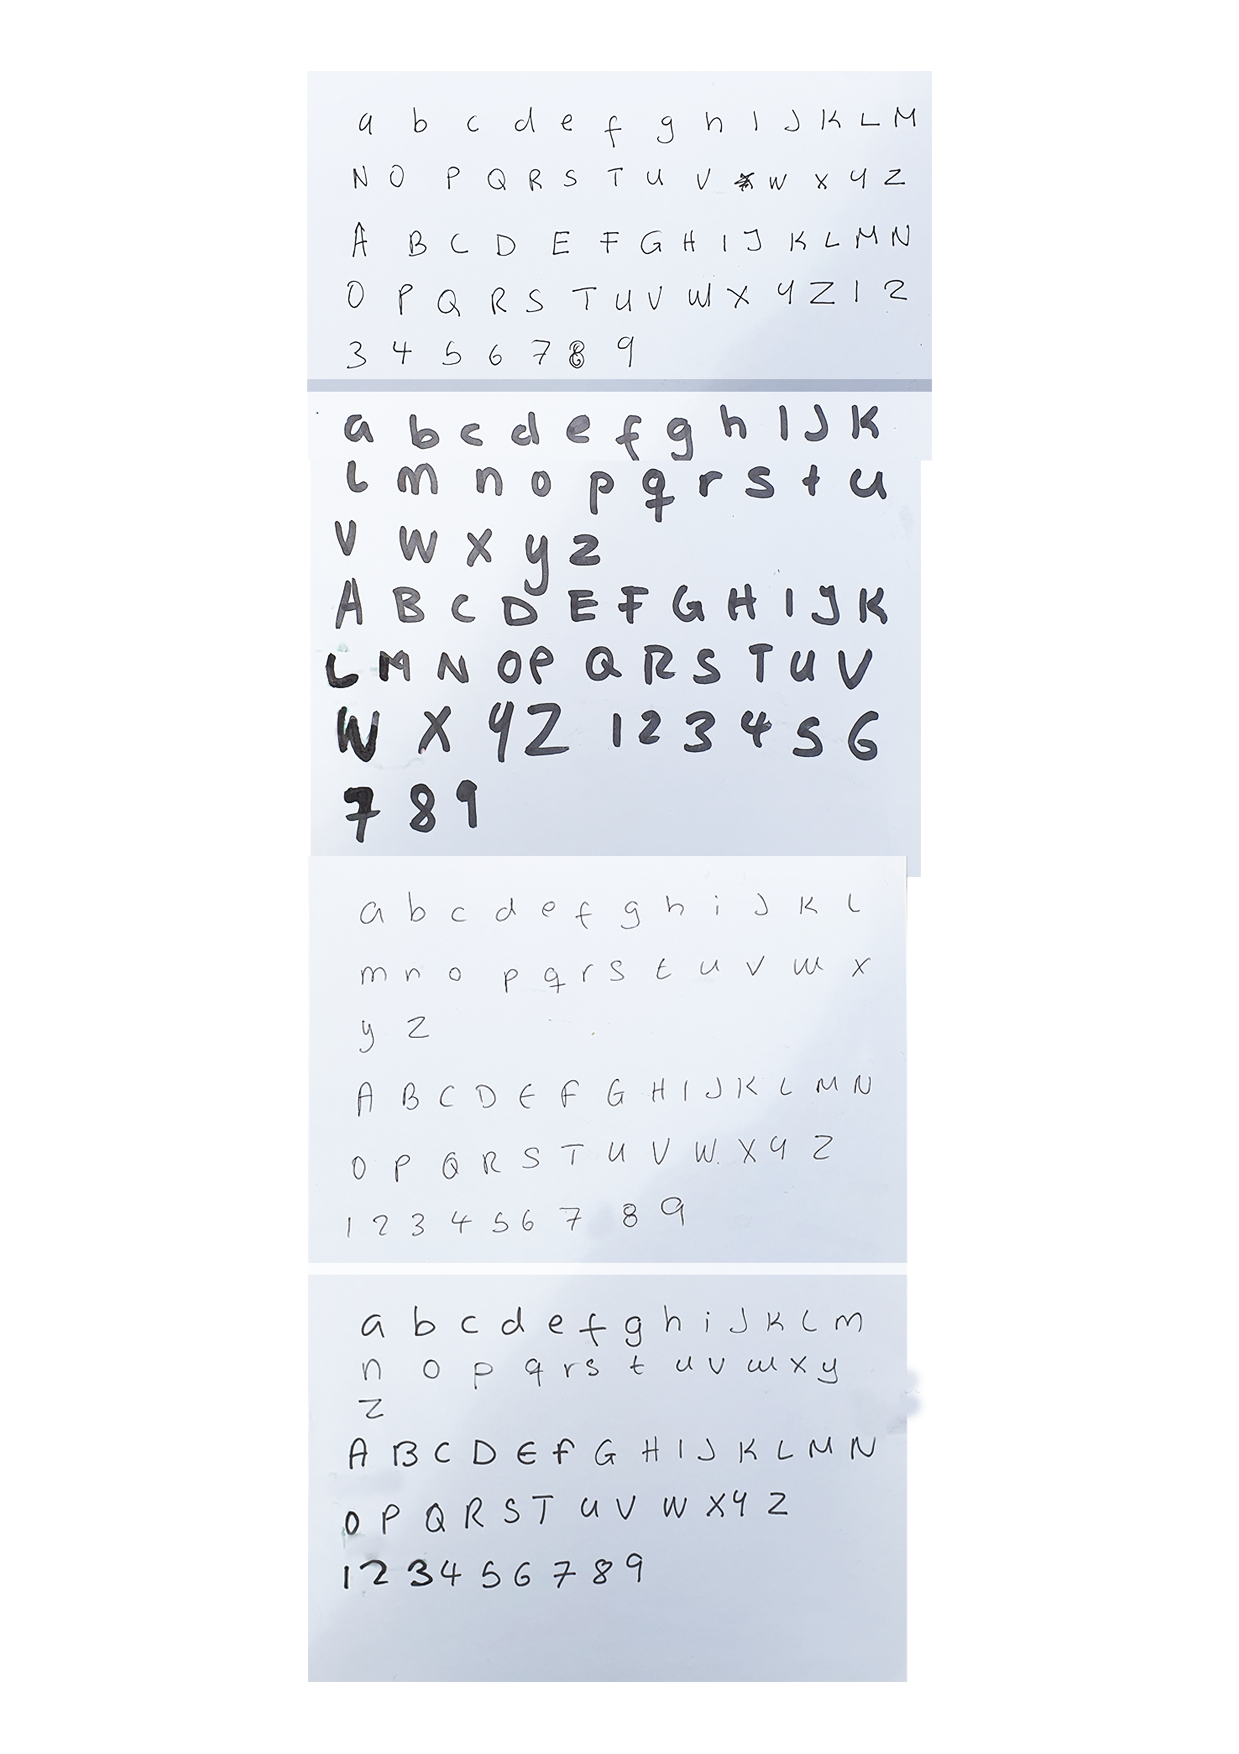 a b c d e f g h I J K L M
N O P Q R S T U V W X Y Z
A B C D E F G H I J K L M N
O P Q R S T U V W X Y Z 1 2
3 4 5 6 7 8 9
a b c d e f g h I J K
L m n o p q r s t u
V W X y z
A B C D E F G H I J K
L M N O P Q R S T U V
W X Y Z 1 2 3 4 5 6
7 8 9
a b c d e f g h i J K L
m n o p q r s t u v w x
y z
A B C D E F G H I J K L M N
O P Q R S T U V W X Y Z
1 2 3 4 5 6 7 8 9
a b c d e f g h i J K L m
n o p q r s t u v w x y
z
A B C D E F G H I J K L M N
O P Q R S T U V W X Y Z
1 2 3 4 5 6 7 8 9